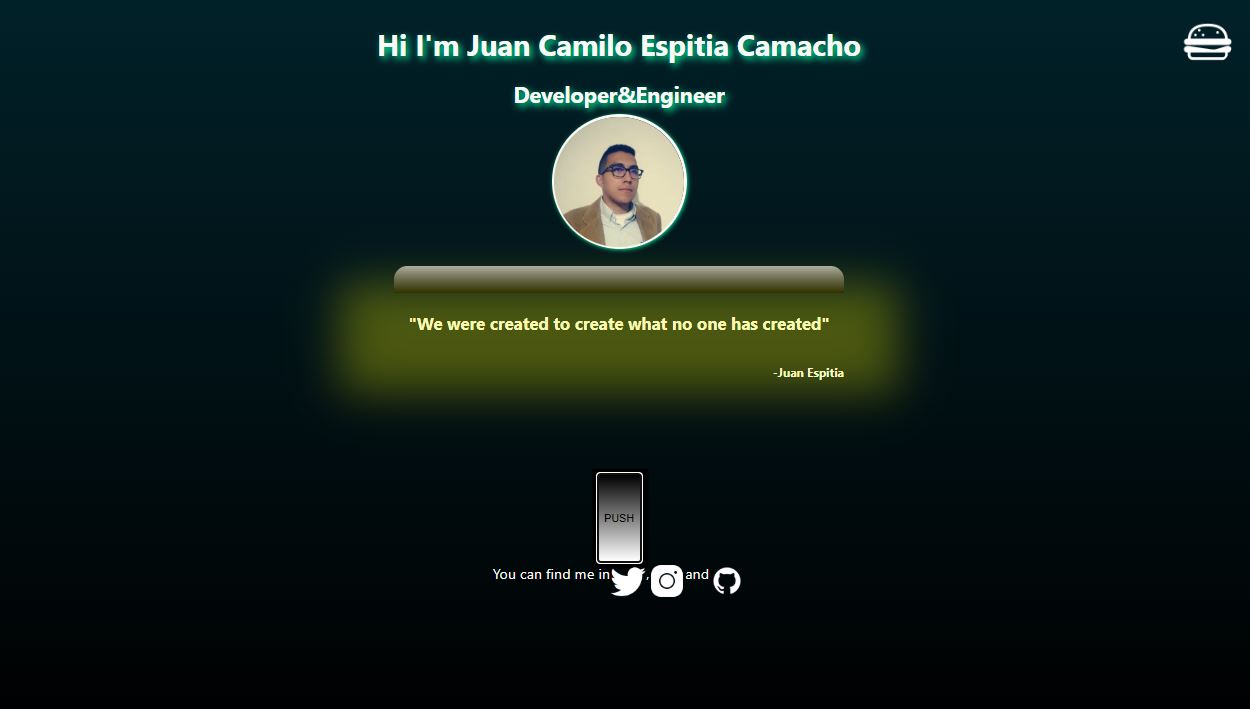 Hi I'm Juan Camilo Espitia Camacho
Developer&Engineer
"We were created to create what no one has created"
-Juan Espitia
PUSH
You can find me in , and